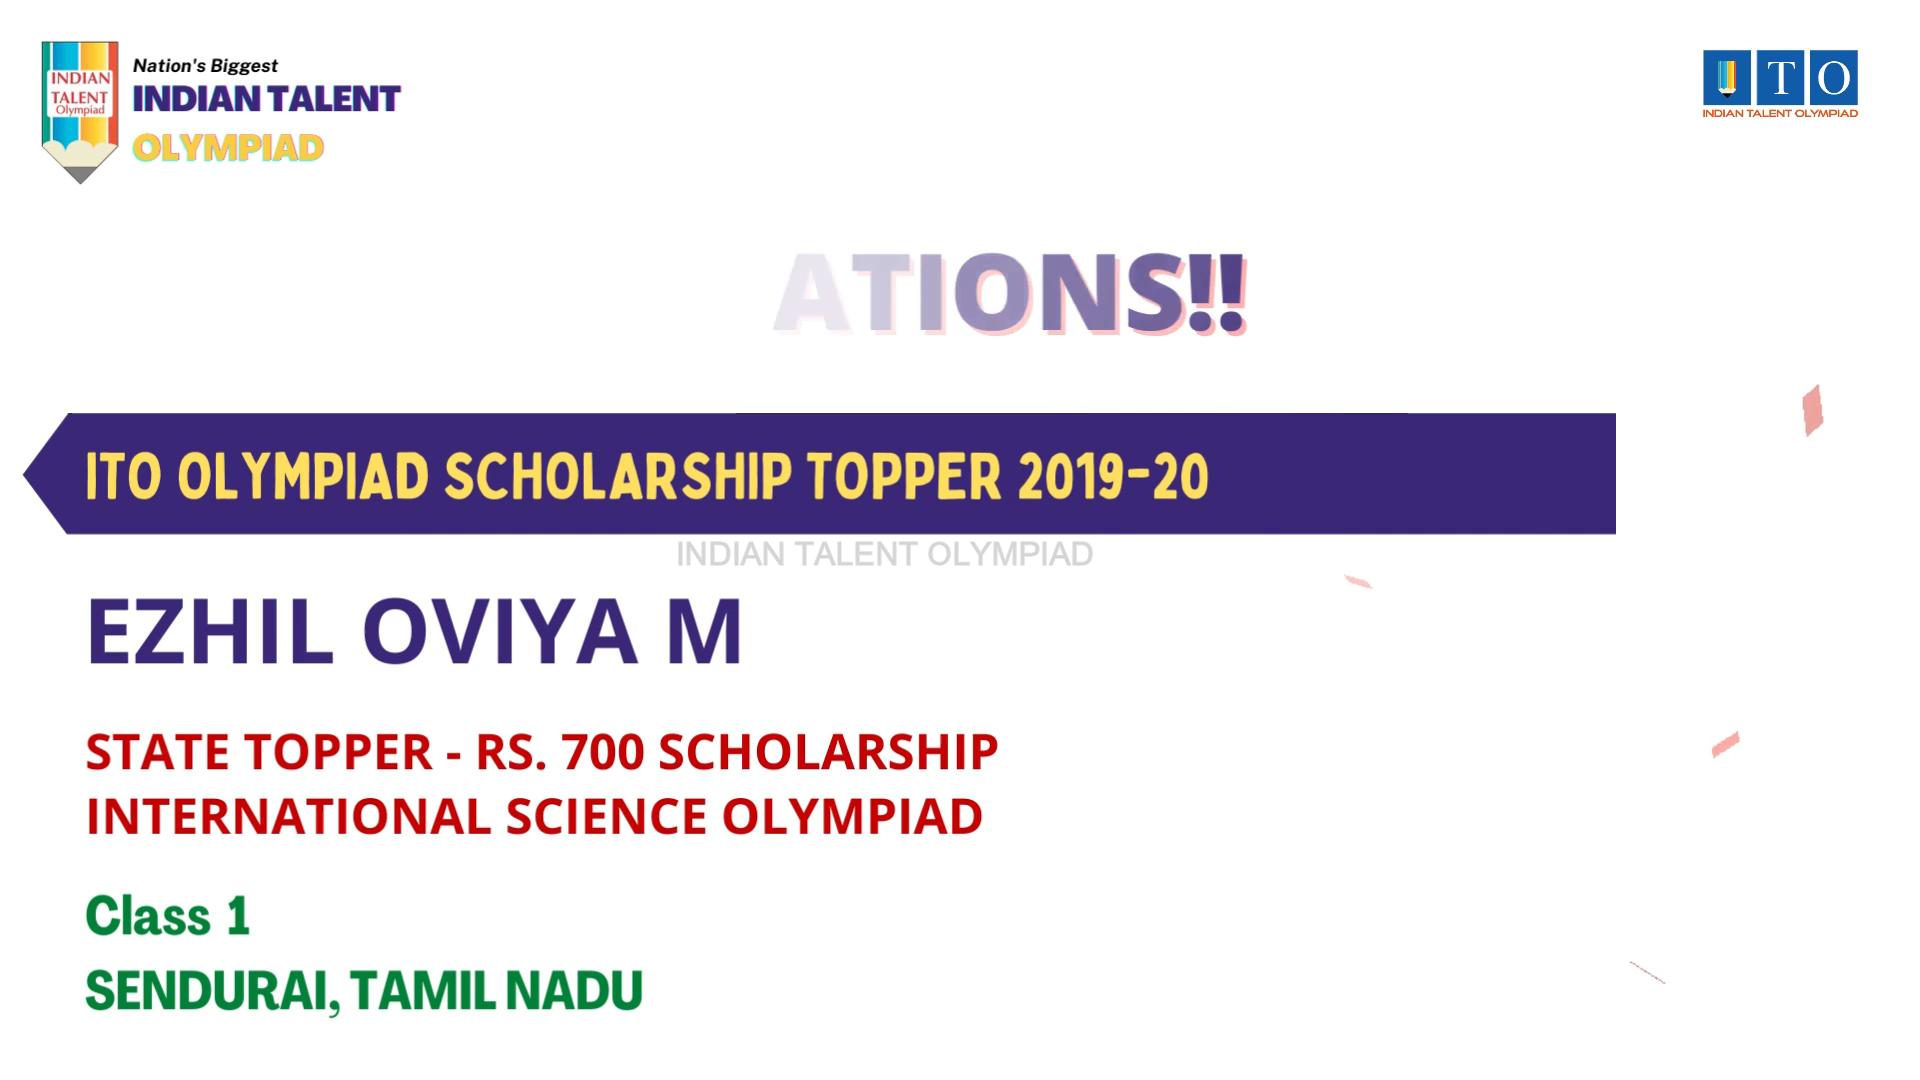 INDIAN
TALENT
Olympiad
Nation's Biggest
INDIAN TALENT
OLYMPIAD
TO
INDIAN TALENT OLYMPIAD
ATIONS!!
ITO OLYMPIAD SCHOLARSHIP TOPPER 2019-20
INDIAN TALENT OLYMPIAD
EZHIL OVIYA M
STATE TOPPER - RS. 700 SCHOLARSHIP
INTERNATIONAL SCIENCE OLYMPIAD
Class 1
SENDURAI, TAMIL NADU